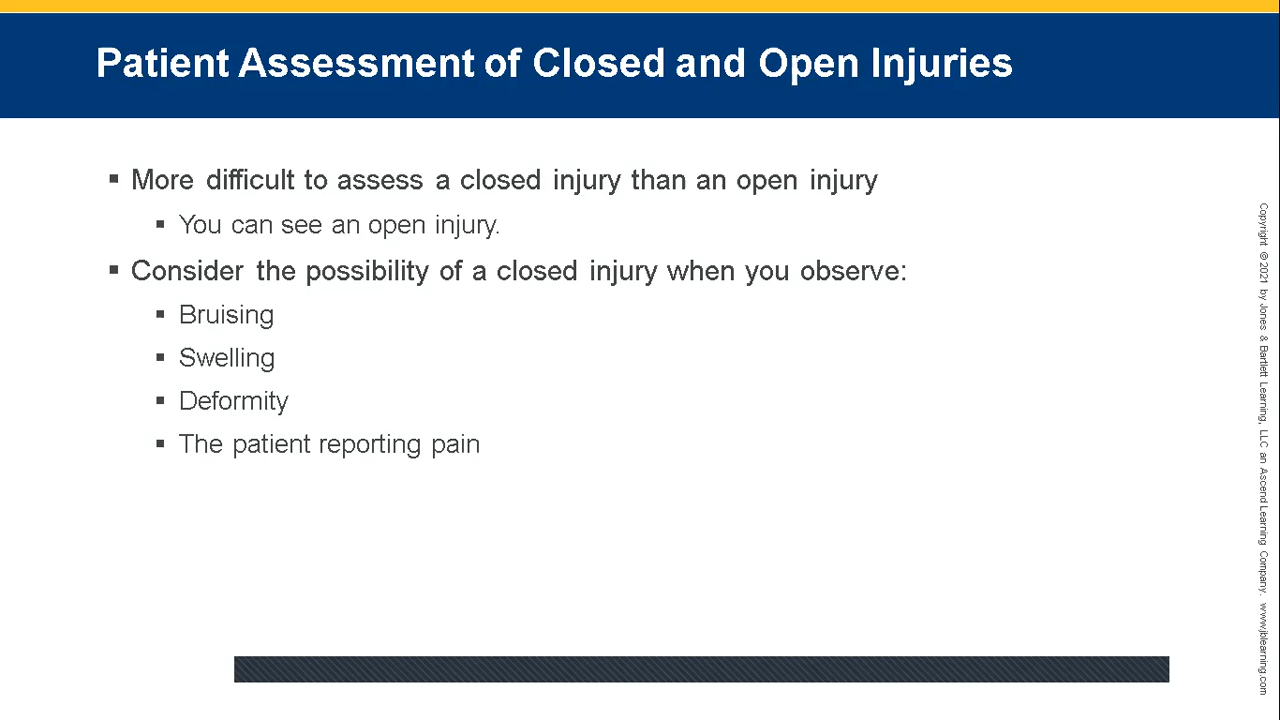 Patient Assessment of Closed and Open Injuries
▪ More difficult to assess a closed injury than an open injury
▪ You can see an open injury.
▪ Consider the possibility of a closed injury when you observe:
▪ Bruising
▪ Swelling
▪ Deformity
▪ The patient reporting pain
Copyright © 2021 by Jones & Bartlett Learning, LLC an Ascend Learning Company. www.jblearning.com